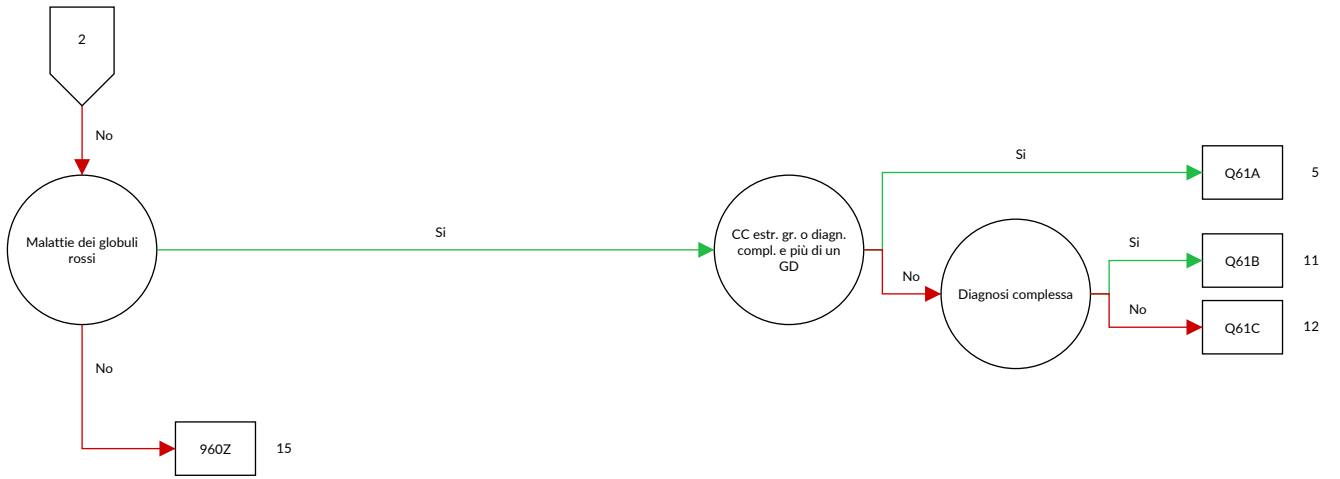 2
No
Malattie dei globuli
rossi
Si
CC estr. gr. o diagn.
compl. e più di un
GD
Si
Q61A
5
No
Diagnosi complessa
Si
Q61B
11
No
Q61C
12
No
960Z
15